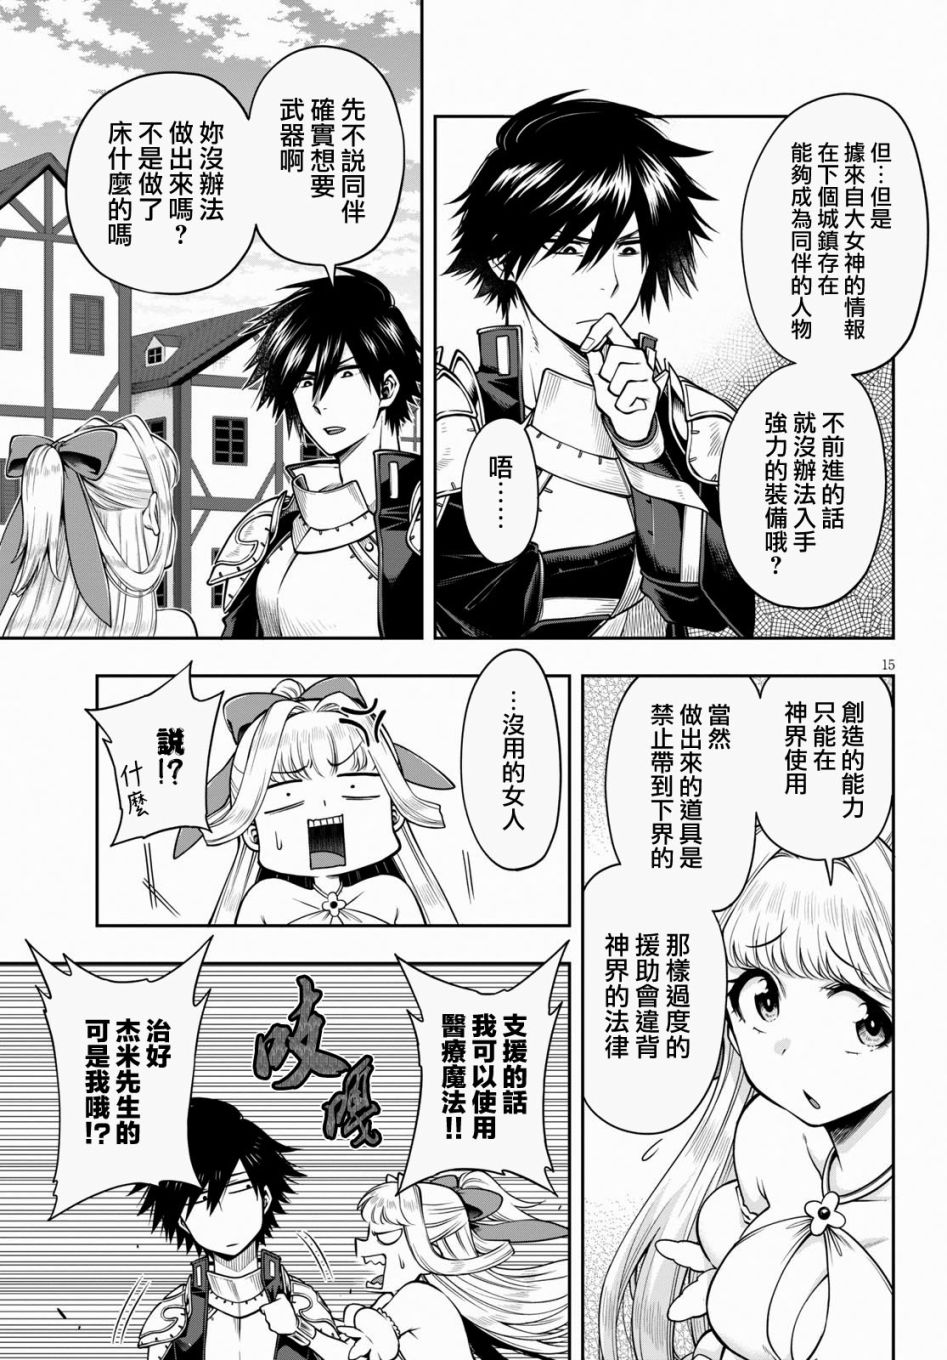 但…但是
據來自大女神的情報
在下個城鎮存在
能夠成為同伴的人物
不前進的話
就沒辦法入手
強力的裝備哦?
唔……
先不說同伴
確實想要
武器啊
妳沒辦法
做出來嗎?
不是做了
床什麼的嗎
15
創造的能力
只能在
神界使用
當然
做出來的道具是
禁止帶到下界的
那樣過度的
援助會違背
神界的法律
…沒用的女人
說!?
什麼
支援的話
我可以使用
醫療魔法!!
吱嘎
治好
杰米先生的
可是我哦!?